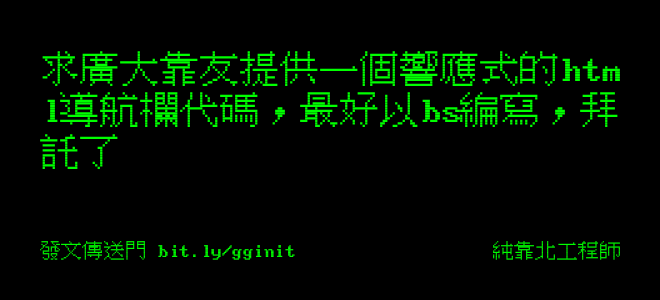 求廣大靠友提供一個響應式的htm
l導航欄代碼，最好以bs編寫，拜
託了
發文傳送門 bit.ly/gginit
純靠北工程師